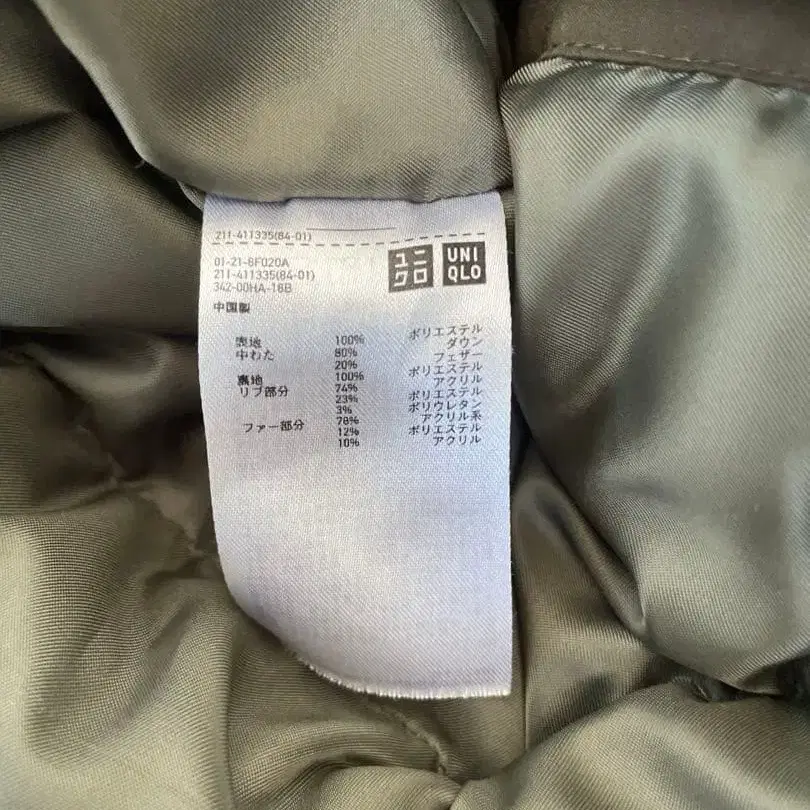 211-411335(84-01)
01-21-8F020A
211-411335(84-01)
342-00HA-18B
ユニクロ UNIQLO
中国製
表地 100% ポリエステル
中わた 80% ダウン
20% フェザー
裏地 100% ポリエステル
リブ部分 74% アクリル
23% ポリエステル
3% ポリウレタン
ファー部分 78% アクリル系
12% ポリエステル
10% アクリル